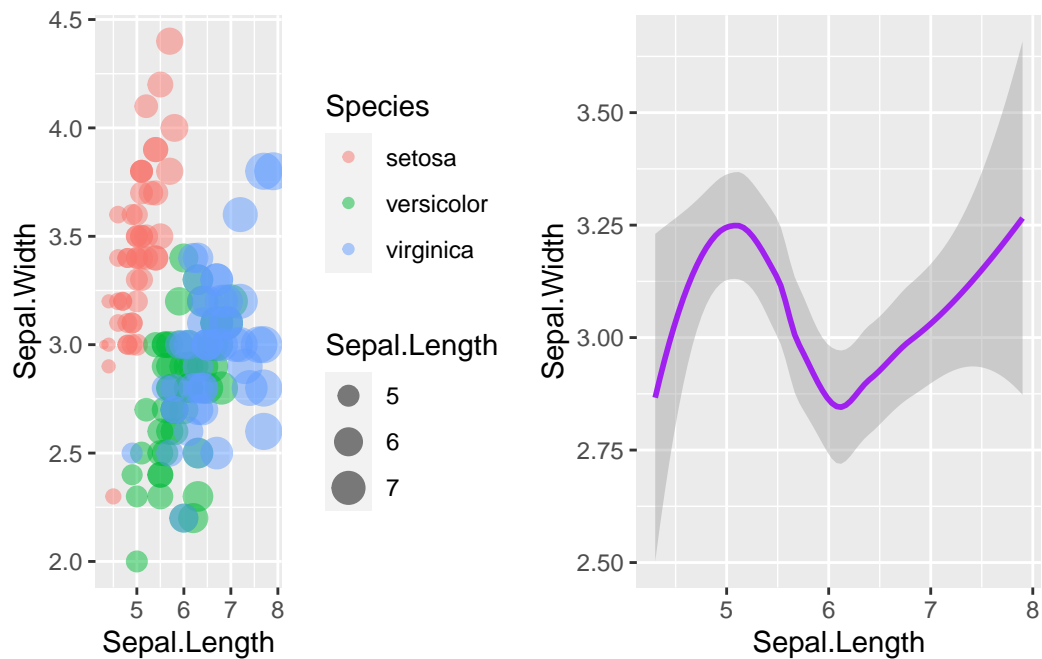 4.5
4.0
3.5
3.0
2.5
2.0
Sepal.Width
5 6 7 8
Sepal.Length
Species
setosa
versicolor
virginica
Sepal.Length
5
6
7
3.50
3.25
3.00
2.75
2.50
Sepal.Width
5 6 7 8
Sepal.Length